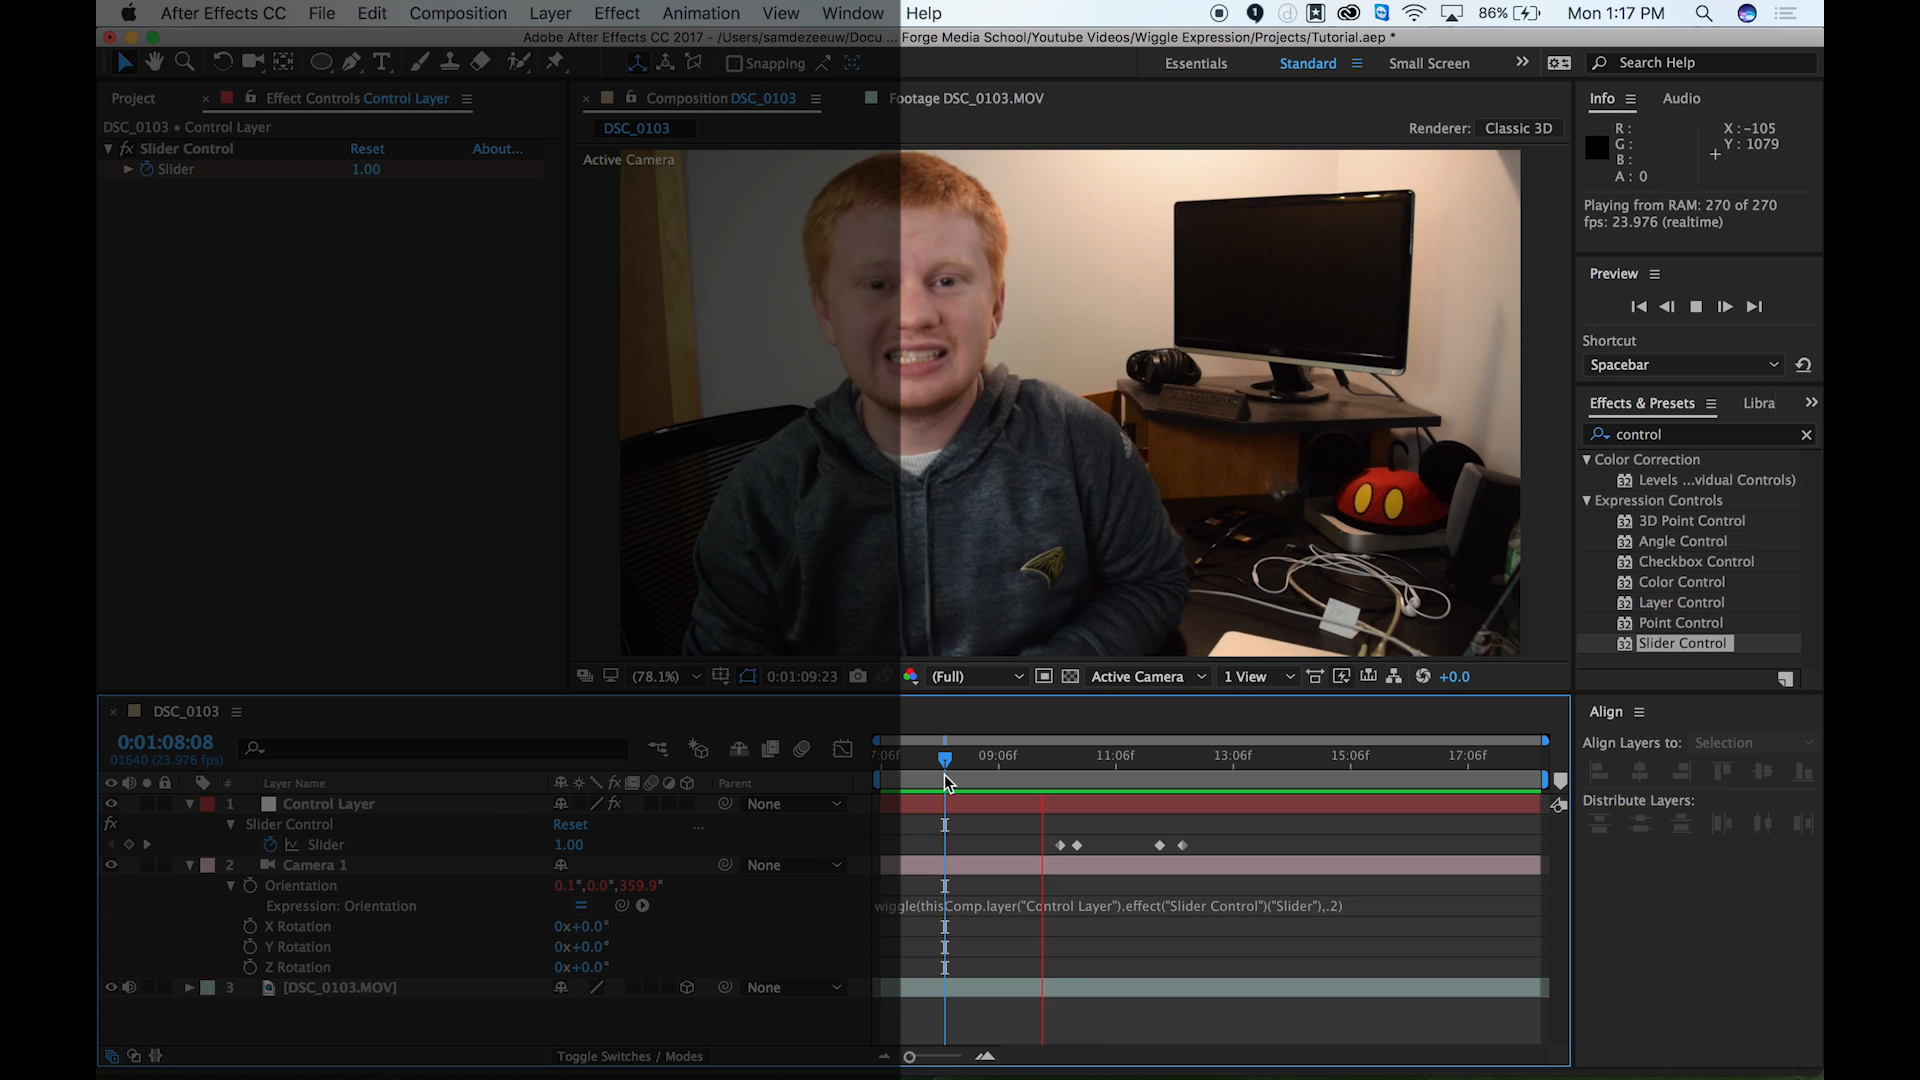 After Effects CC File Edit Composition Layer Effect Animation View Window Help
86% Mon 1:17 PM
Adobe After Effects CC 2017 - /Users/samdezeeuw/Docu ... Forge Media School/Youtube Videos/Wiggle Expression/Projects/Tutorial.aep *
Snapping
Essentials Standard Small Screen
Search Help
Project
Effect Controls Control Layer
DSC_0103 • Control Layer
Slider Control Reset About...
Slider 1.00
Composition DSC_0103
Footage DSC_0103.MOV
DSC_0103
Renderer: Classic 3D
Active Camera
(78.1%) 0:01:09:23 (Full) Active Camera 1 View +0.0
Info Audio
R: X : -105
G: Y : 1079
B:
A: 0
Playing from RAM: 270 of 270
fps: 23.976 (realtime)
Preview
Shortcut
Spacebar
Effects & Presets Libra
control
Color Correction
Levels ...vidual Controls)
Expression Controls
3D Point Control
Angle Control
Checkbox Control
Color Control
Layer Control
Point Control
Slider Control
Align
Align Layers to: Selection
Distribute Layers:
DSC_0103
0:01:08:08
01640 (23.976 fps)
7:06f 09:06f 11:06f 13:06f 15:06f 17:06f
# Layer Name Parent
1 Control Layer None
Slider Control Reset ...
Slider 1.00
2 Camera 1 None
Orientation 0.1°,0.0°,359.9°
Expression: Orientation wiggle(thisComp.layer("Control Layer").effect("Slider Control")("Slider"),.2)
X Rotation 0x+0.0°
Y Rotation 0x+0.0°
Z Rotation 0x+0.0°
3 [DSC_0103.MOV] None
Toggle Switches / Modes